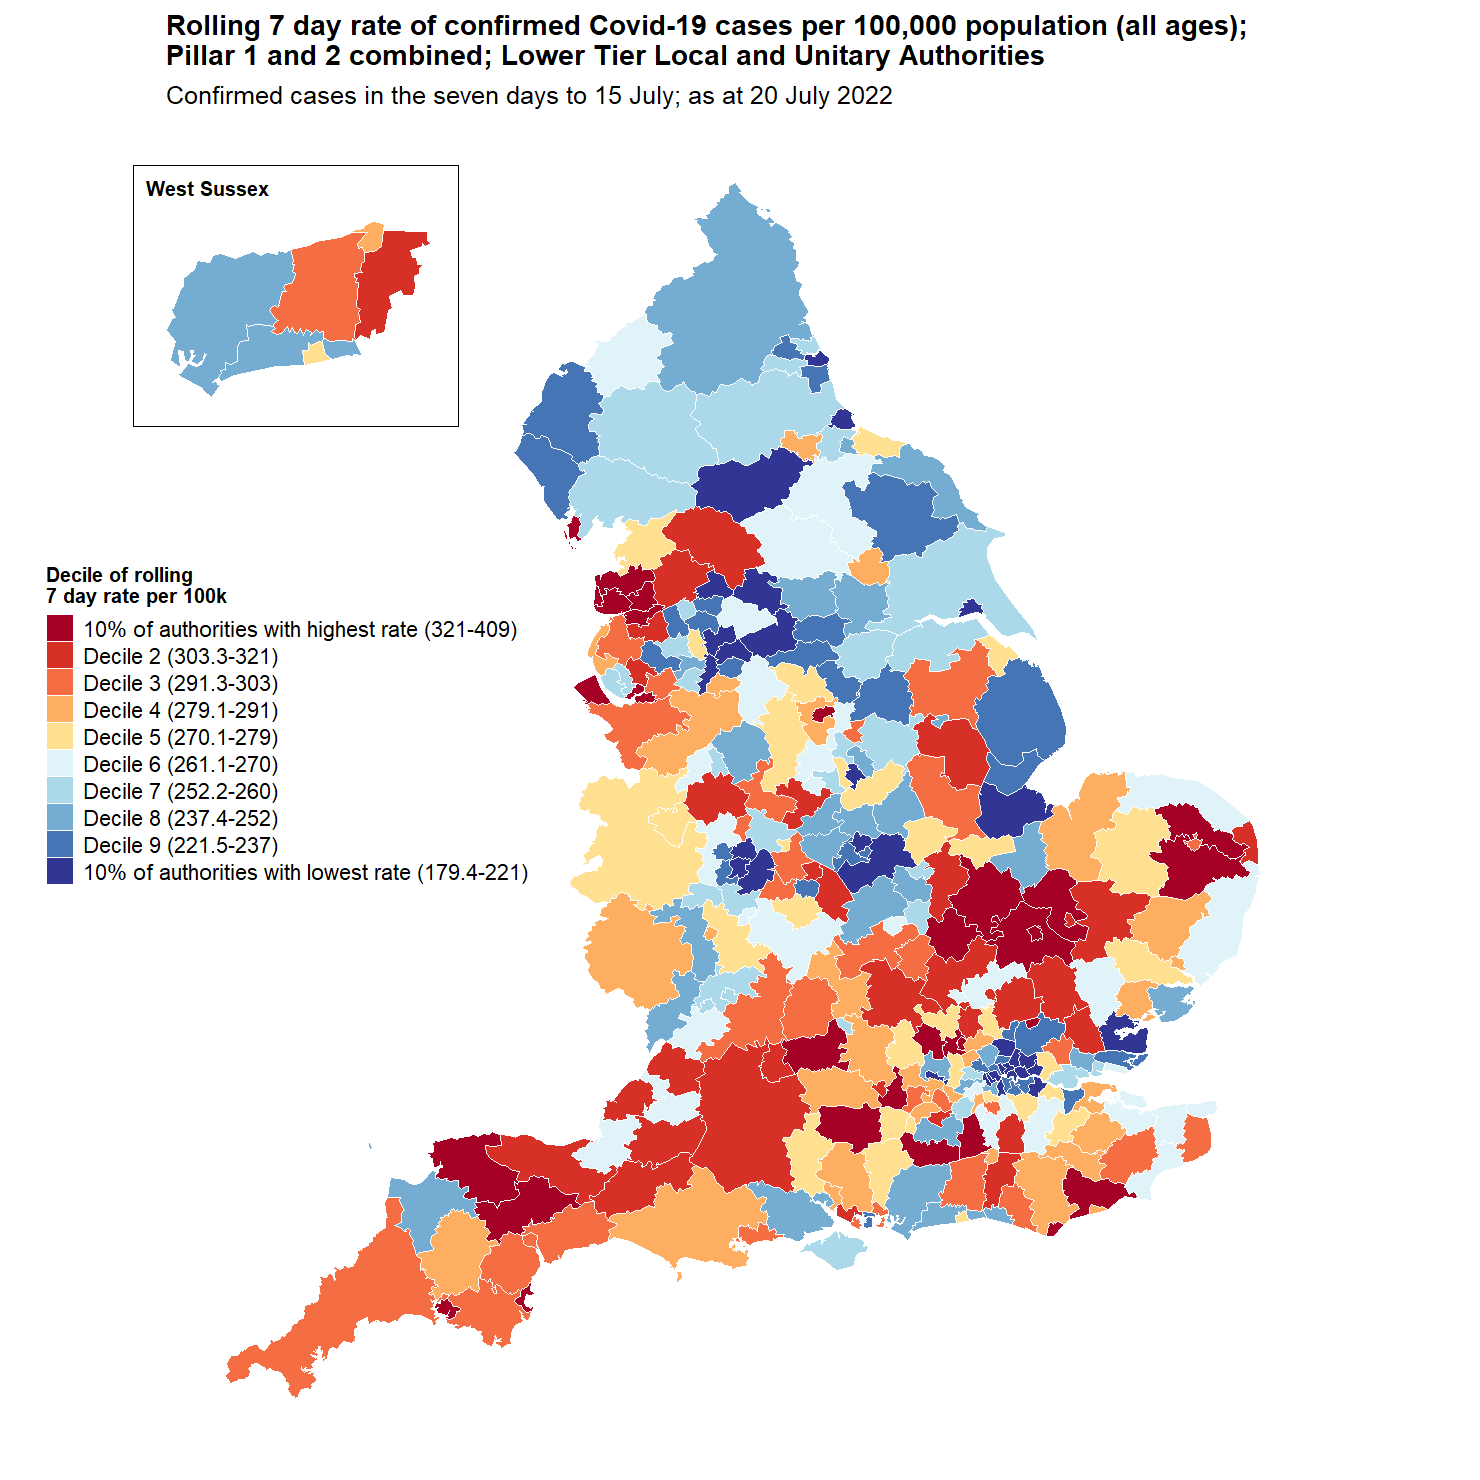 Rolling 7 day rate of confirmed Covid-19 cases per 100,000 population (all ages);
Pillar 1 and 2 combined; Lower Tier Local and Unitary Authorities
Confirmed cases in the seven days to 15 July; as at 20 July 2022
West Sussex
Decile of rolling
7 day rate per 100k
10% of authorities with highest rate (321-409)
Decile 2 (303.3-321)
Decile 3 (291.3-303)
Decile 4 (279.1-291)
Decile 5 (270.1-279)
Decile 6 (261.1-270)
Decile 7 (252.2-260)
Decile 8 (237.4-252)
Decile 9 (221.5-237)
10% of authorities with lowest rate (179.4-221)